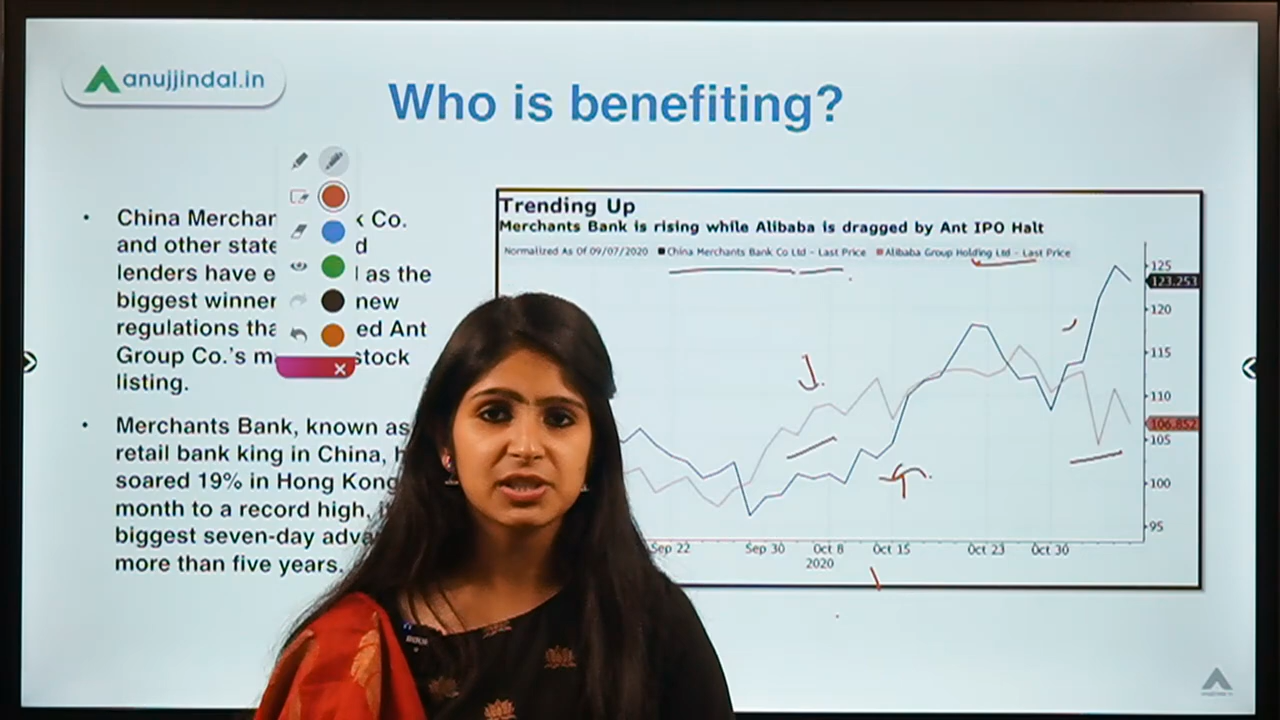 anujjindal.in
Who is benefiting?
• China Merchan k Co.
and other state d
lenders have e l as the
biggest winner new
regulations tha ed Ant
Group Co.'s m stock
listing.
• Merchants Bank, known as
retail bank king in China, h
soared 19% in Hong Kong
month to a record high, i
biggest seven-day adva
more than five years.
Trending Up
Merchants Bank is rising while Alibaba is dragged by Ant IPO Halt
Normalized As Of 09/07/2020 China Merchants Bank Co Ltd - Last Price Alibaba Group Holding Ltd - Last Price
125
123.253
120
115
110
106.852
105
100
95
Sep 22 Sep 30 Oct 8 Oct 15 Oct 23 Oct 30
2020